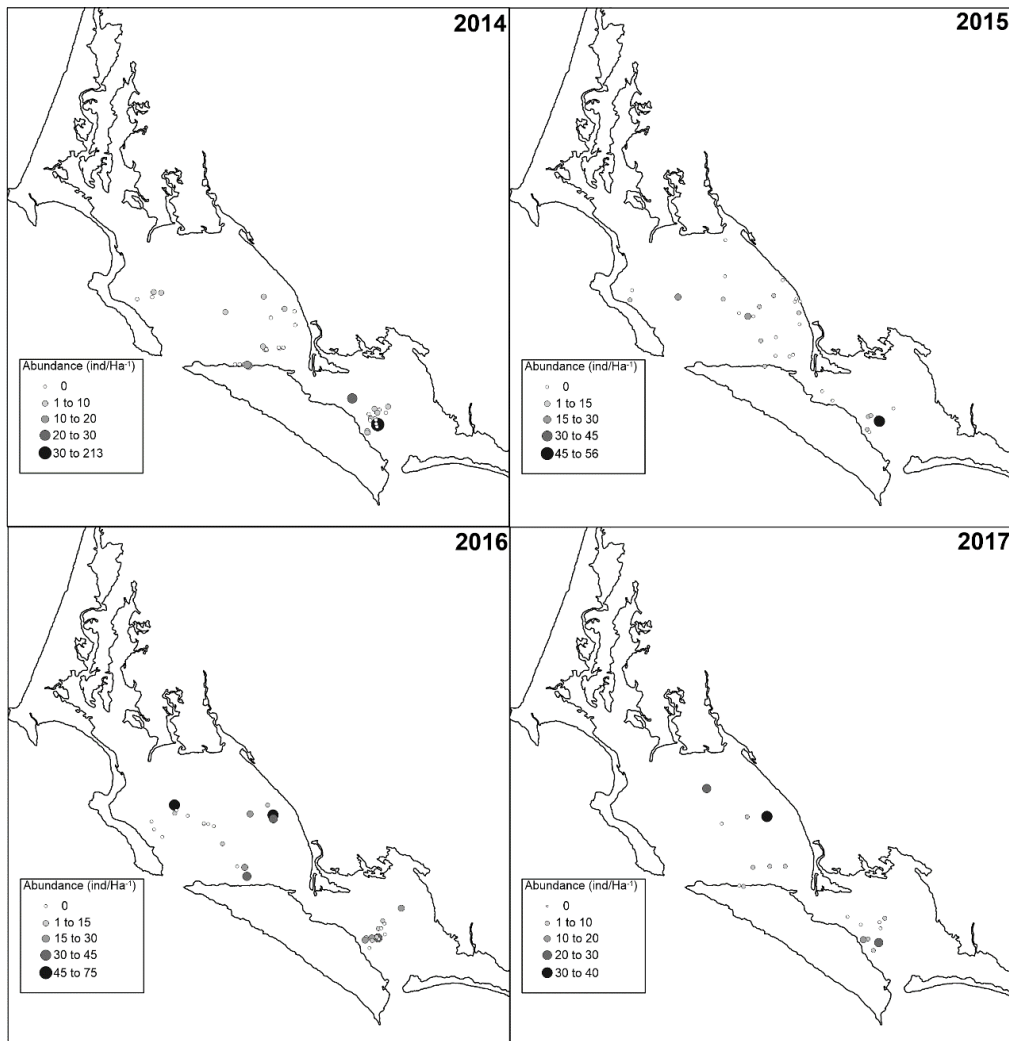 2014
Abundance (ind/Ha⁻¹)
0
1 to 10
10 to 20
20 to 30
30 to 213
2015
Abundance (ind/Ha⁻¹)
0
1 to 15
15 to 30
30 to 45
45 to 56
2016
Abundance (ind/Ha⁻¹)
0
1 to 15
15 to 30
30 to 45
45 to 75
2017
Abundance (ind/Ha⁻¹)
0
1 to 10
10 to 20
20 to 30
30 to 40